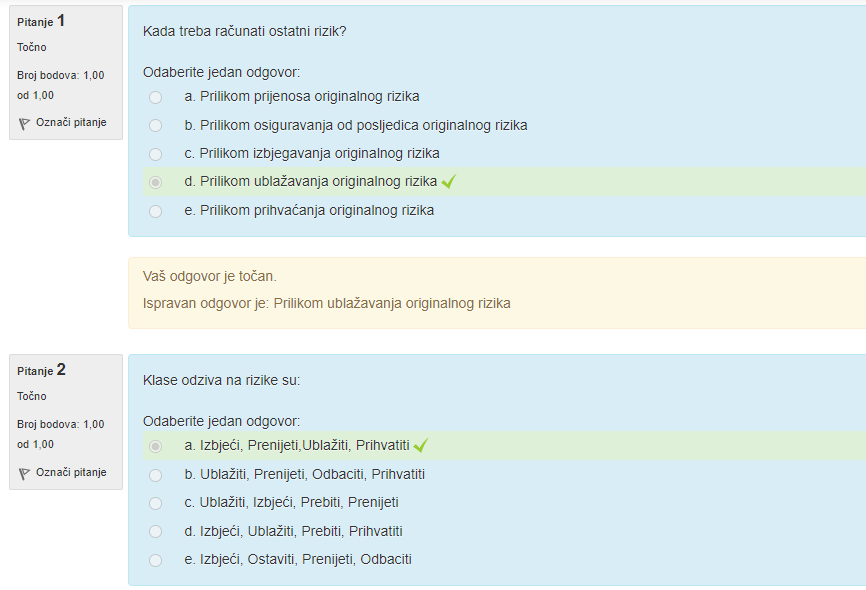 Pitanje 1
Točno
Broj bodova: 1,00
od 1,00
Označi pitanje
Kada treba računati ostatni rizik?
Odaberite jedan odgovor:
a. Prilikom prijenosa originalnog rizika
b. Prilikom osiguravanja od posljedica originalnog rizika
c. Prilikom izbjegavanja originalnog rizika
d. Prilikom ublažavanja originalnog rizika
e. Prilikom prihvaćanja originalnog rizika
Vaš odgovor je točan.
Ispravan odgovor je: Prilikom ublažavanja originalnog rizika
Pitanje 2
Točno
Broj bodova: 1,00
od 1,00
Označi pitanje
Klase odziva na rizike su:
Odaberite jedan odgovor:
a. Izbjeći, Prenijeti,Ublažiti, Prihvatiti
b. Ublažiti, Prenijeti, Odbaciti, Prihvatiti
c. Ublažiti, Izbjeći, Prebiti, Prenijeti
d. Izbjeći, Ublažiti, Prebiti, Prihvatiti
e. Izbjeći, Ostaviti, Prenijeti, Odbaciti